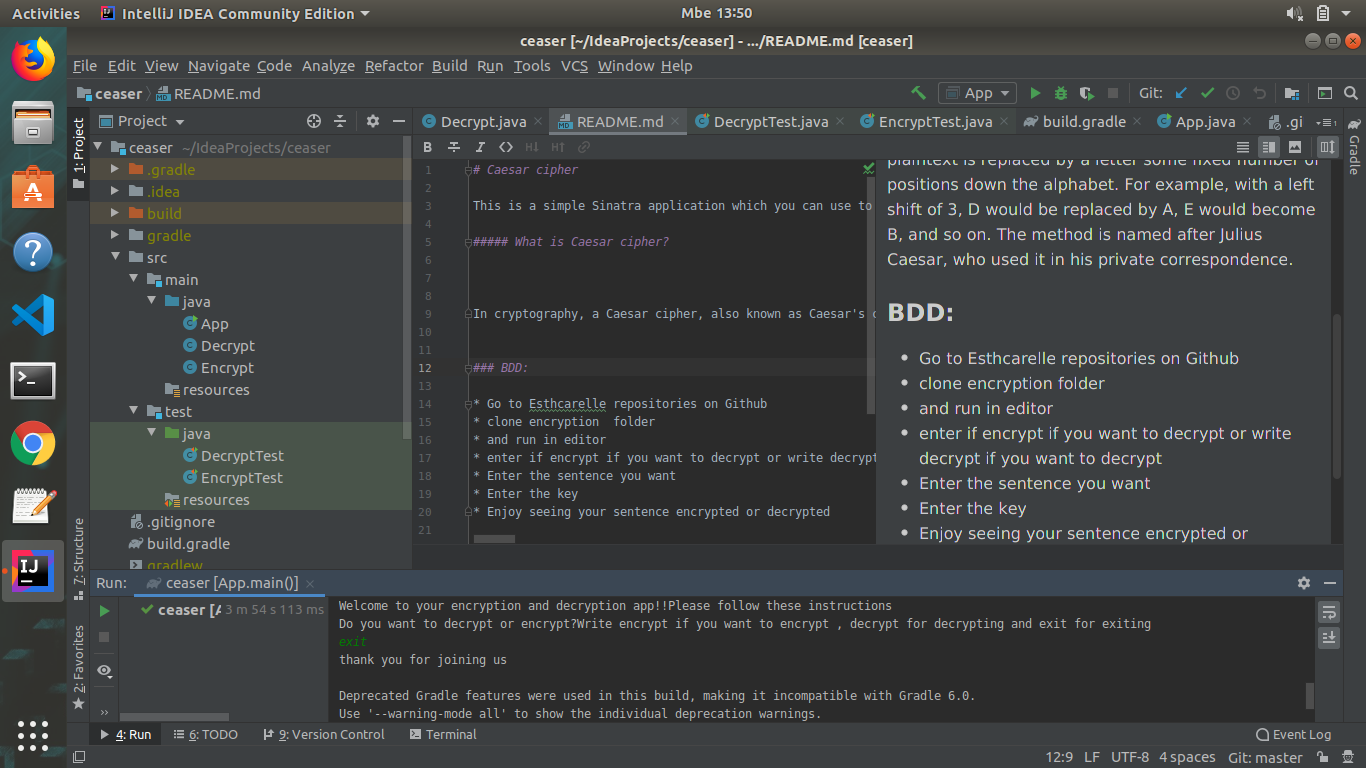 Activities IntelliJ IDEA Community Edition Mbe 13:50
ceaser [~/IdeaProjects/ceaser] - .../README.md [ceaser]
File Edit View Navigate Code Analyze Refactor Build Run Tools VCS Window Help
ceaser README.md App Git:
1: Project
Project
Decrypt.java README.md DecryptTest.java EncryptTest.java build.gradle App.java .gi
Gradle
ceaser ~/IdeaProjects/ceaser
.gradle
.idea
build
gradle
src
main
java
App
Decrypt
Encrypt
resources
test
java
DecryptTest
EncryptTest
resources
.gitignore
build.gradle
gradlew
1 # Caesar cipher
2
3 This is a simple Sinatra application which you can use to
4
5 ##### What is Caesar cipher?
6
7
8
9 In cryptography, a Caesar cipher, also known as Caesar's c
10
11
12 ### BDD:
13
14 * Go to Esthcarelle repositories on Github
15 * clone encryption  folder
16 * and run in editor
17 * enter if encrypt if you want to decrypt or write decrypt
18 * Enter the sentence you want
19 * Enter the key
20 * Enjoy seeing your sentence encrypted or decrypted
21
plaintext is replaced by a letter some fixed number of
positions down the alphabet. For example, with a left
shift of 3, D would be replaced by A, E would become
B, and so on. The method is named after Julius
Caesar, who used it in his private correspondence.
BDD:
• Go to Esthcarelle repositories on Github
• clone encryption folder
• and run in editor
• enter if encrypt if you want to decrypt or write
decrypt if you want to decrypt
• Enter the sentence you want
• Enter the key
• Enjoy seeing your sentence encrypted or
7: Structure
2: Favorites
Run: ceaser [App.main()]
ceaser [A 3 m 54 s 113 ms
Welcome to your encryption and decryption app!!Please follow these instructions
Do you want to decrypt or encrypt?Write encrypt if you want to encrypt , decrypt for decrypting and exit for exiting
exit
thank you for joining us
Deprecated Gradle features were used in this build, making it incompatible with Gradle 6.0.
Use '--warning-mode all' to show the individual deprecation warnings.
4: Run 6: TODO 9: Version Control Terminal Event Log
12:9 LF UTF-8 4 spaces Git: master